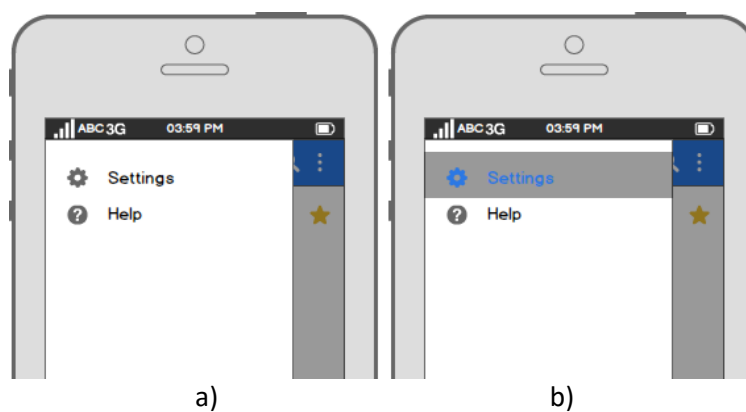 ABC 3G 03:59 PM
Settings
? Help
ABC 3G 03:59 PM
Settings
? Help
a)
b)